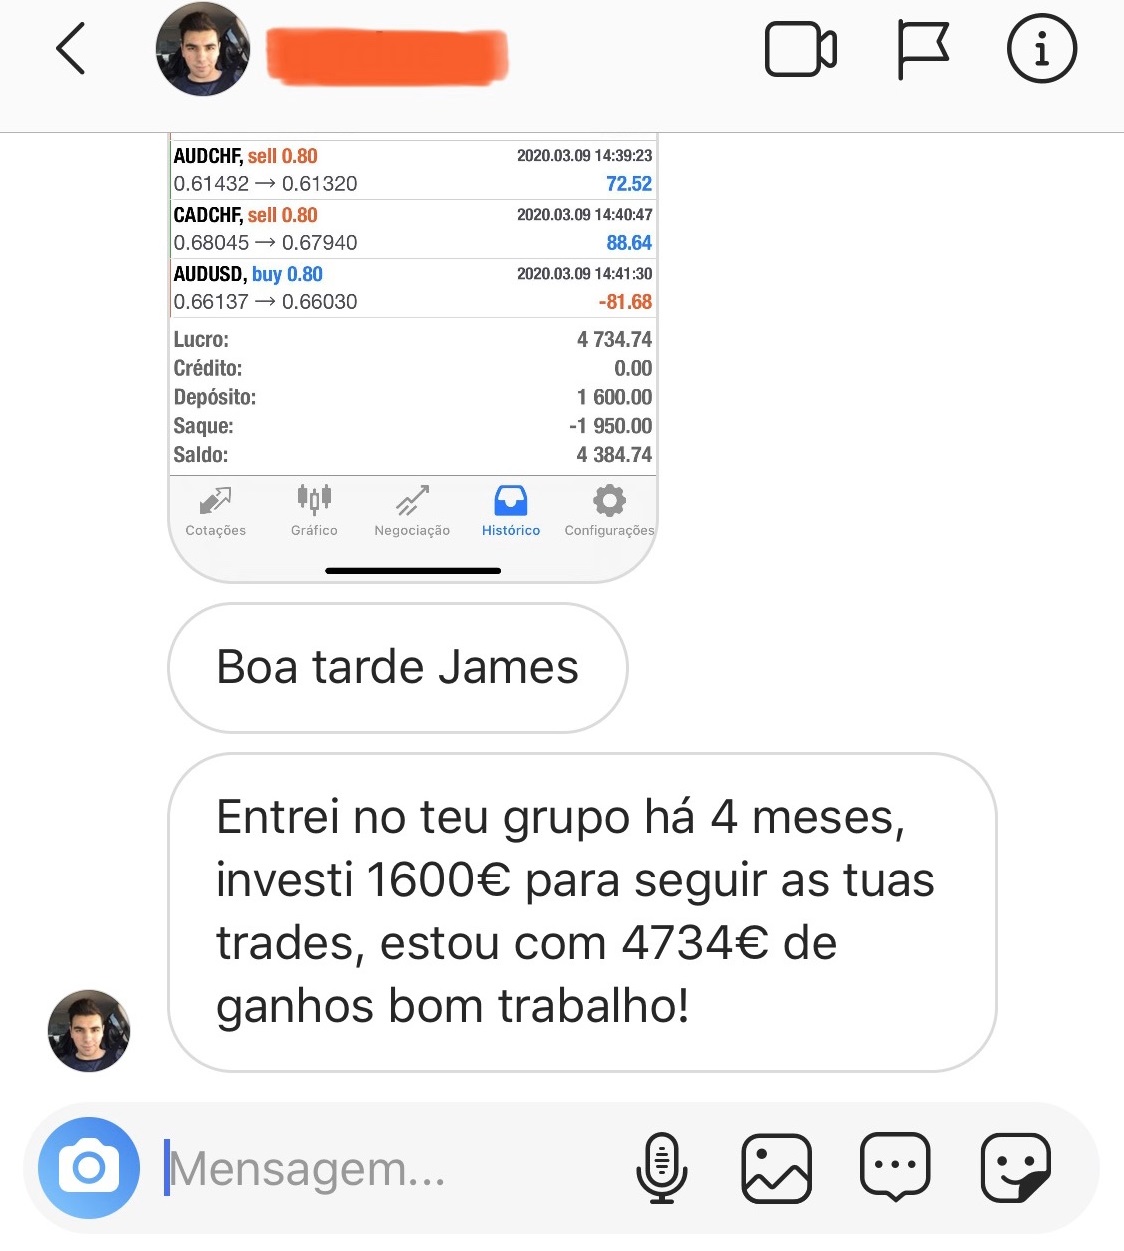 AUDCHF, sell 0.80 2020.03.09 14:39:23
0.61432 → 0.61320 72.52
CADCHF, sell 0.80 2020.03.09 14:40:47
0.68045 → 0.67940 88.64
AUDUSD, buy 0.80 2020.03.09 14:41:30
0.66137 → 0.66030 -81.68
Lucro: 4 734.74
Crédito: 0.00
Depósito: 1 600.00
Saque: -1 950.00
Saldo: 4 384.74
Cotações Gráfico Negociação Histórico Configurações
Boa tarde James
Entrei no teu grupo há 4 meses,
investi 1600€ para seguir as tuas
trades, estou com 4734€ de
ganhos bom trabalho!
Mensagem...